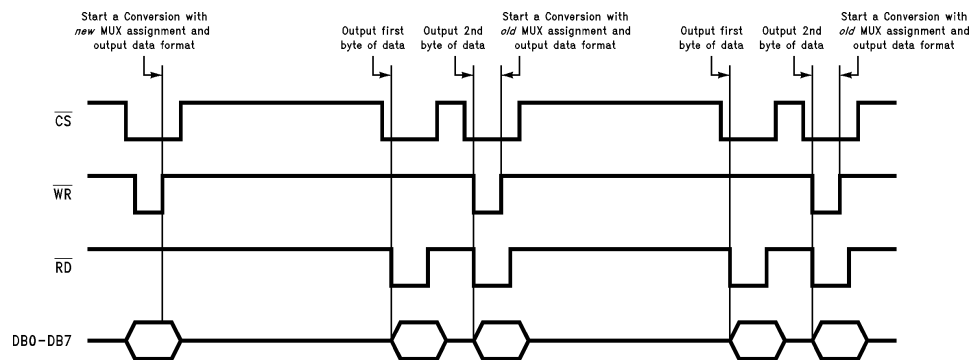 Start a Conversion with
new MUX assignment and
output data format
Output first
byte of data
Output 2nd
byte of data
Start a Conversion with
old MUX assignment and
output data format
Output first
byte of data
Output 2nd
byte of data
Start a Conversion with
old MUX assignment and
output data format
CS
WR
RD
DB0-DB7